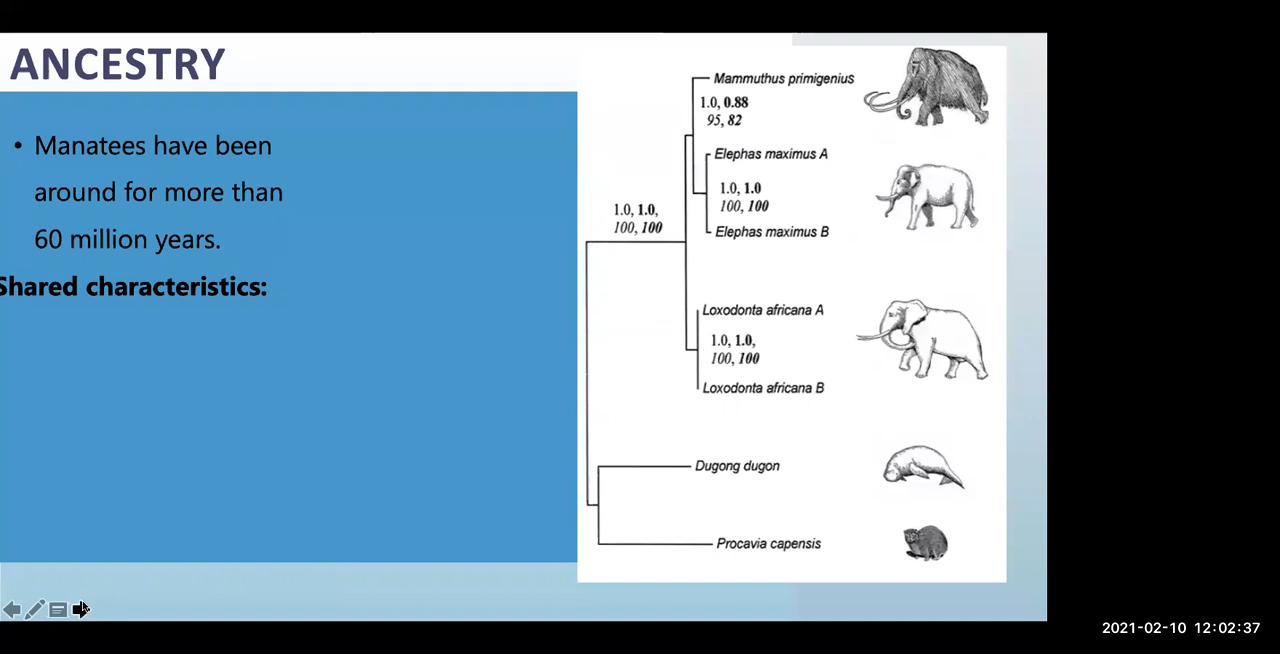 ANCESTRY
• Manatees have been
around for more than
60 million years.
Shared characteristics:
Mammuthus primigenius
1.0, 0.88
95, 82
Elephas maximus A
1.0, 1.0
100, 100
Elephas maximus B
1.0, 1.0,
100, 100
Loxodonta africana A
1.0, 1.0,
100, 100
Loxodonta africana B
Dugong dugon
Procavia capensis
2021-02-10 12:02:37